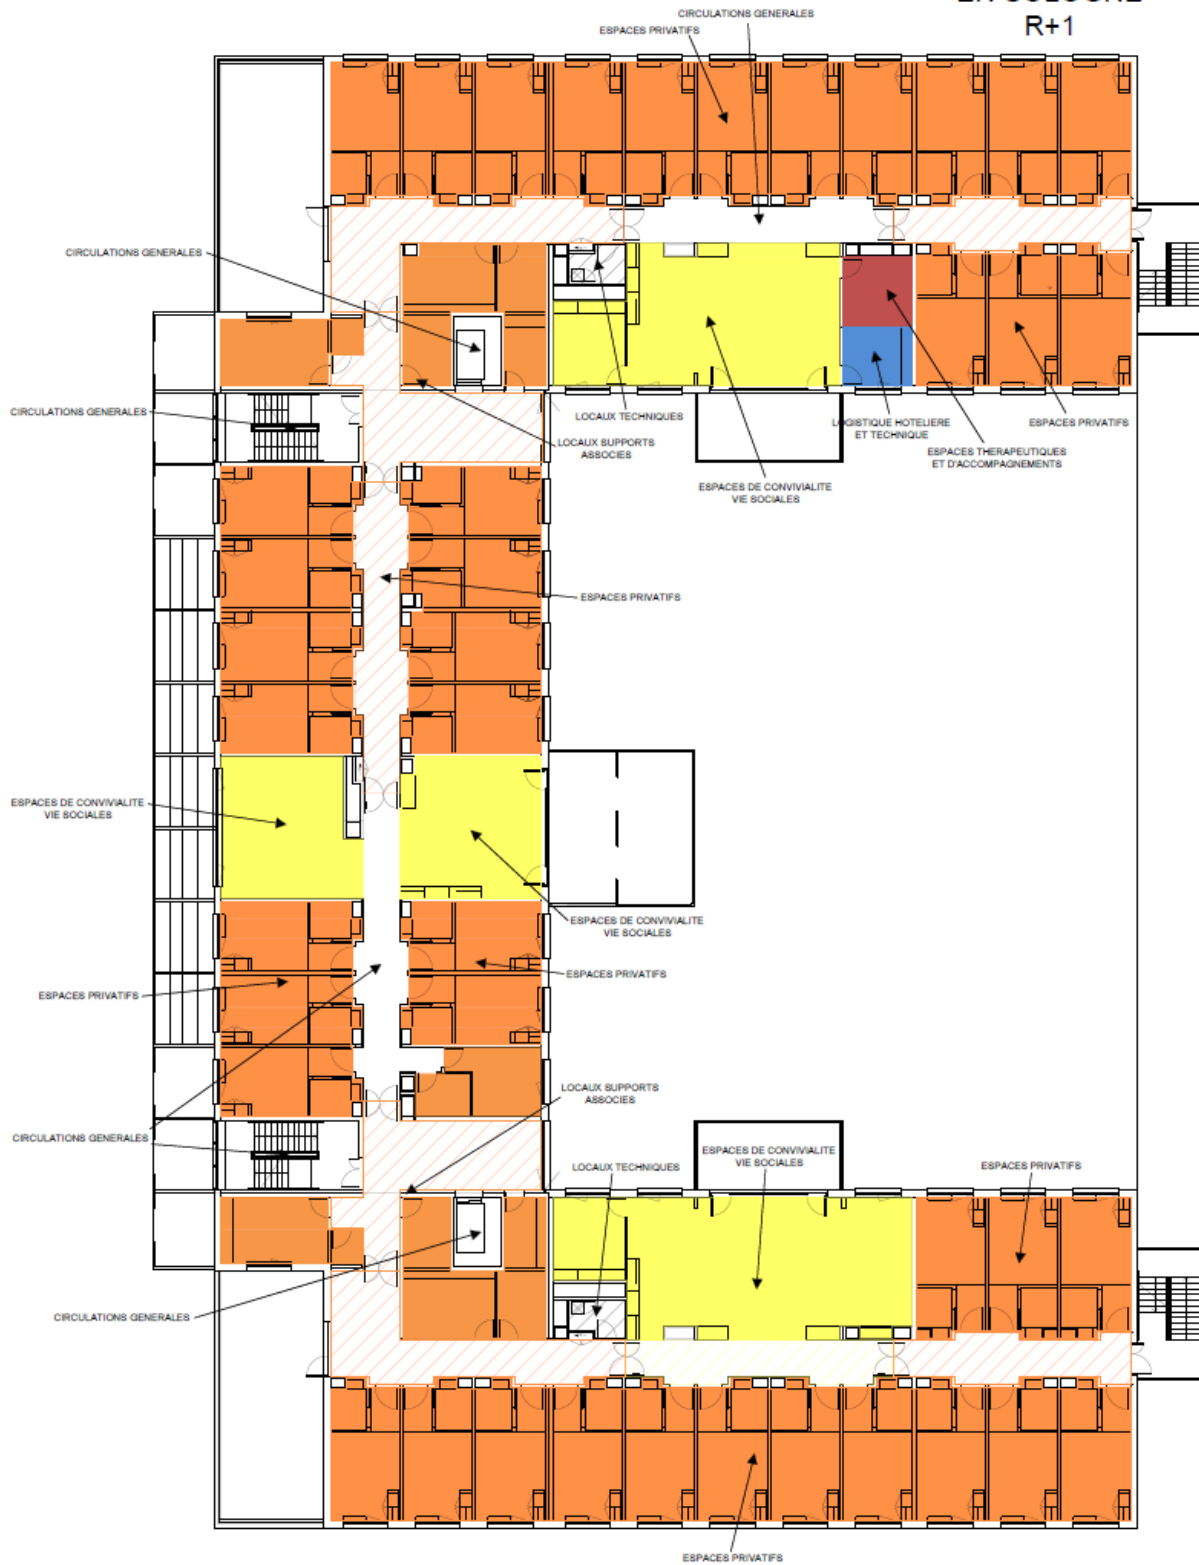 R+1
CIRCULATIONS GENERALES
ESPACES PRIVATIFS
CIRCULATIONS GENERALES
CIRCULATIONS GENERALES
LOCAUX TECHNIQUES
LOCAUX SUPPORTS
ASSOCIES
LOGISTIQUE HOTELIERE
ET TECHNIQUE
ESPACES PRIVATIFS
ESPACES THERAPEUTIQUES
ET D'ACCOMPAGNEMENTS
ESPACES DE CONVIVIALITE
VIE SOCIALES
ESPACES PRIVATIFS
ESPACES DE CONVIVIALITE
VIE SOCIALES
ESPACES DE CONVIVIALITE
VIE SOCIALES
ESPACES PRIVATIFS
ESPACES PRIVATIFS
LOCAUX SUPPORTS
ASSOCIES
CIRCULATIONS GENERALES
LOCAUX TECHNIQUES
ESPACES DE CONVIVIALITE
VIE SOCIALES
ESPACES PRIVATIFS
CIRCULATIONS GENERALES
ESPACES PRIVATIFS